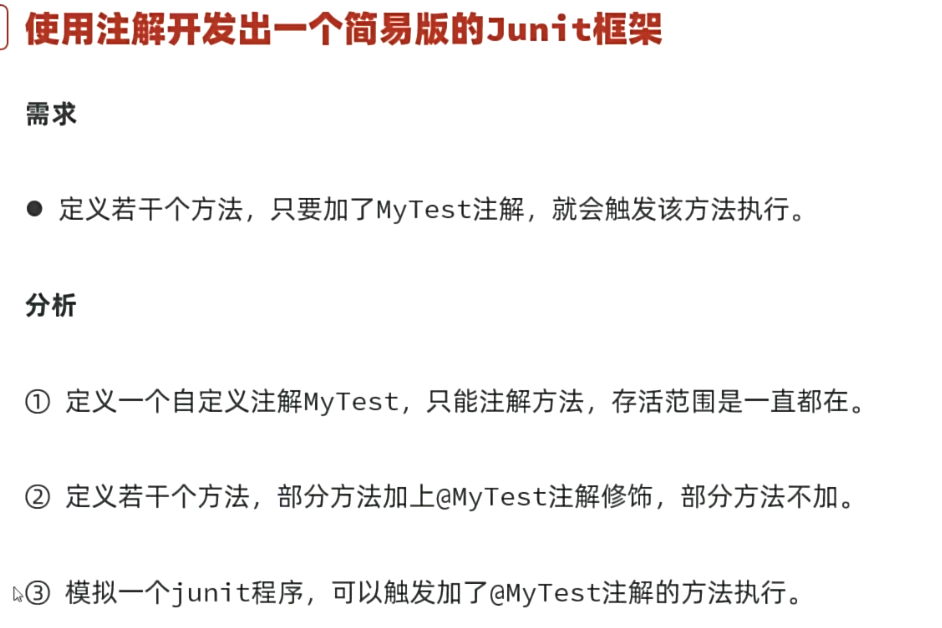 使用注解开发出一个简易版的Junit框架
需求
● 定义若干个方法，只要加了MyTest注解，就会触发该方法执行。
分析
① 定义一个自定义注解MyTest，只能注解方法，存活范围是一直都在。
② 定义若干个方法，部分方法加上@MyTest注解修饰，部分方法不加。
③ 模拟一个junit程序，可以触发加了@MyTest注解的方法执行。